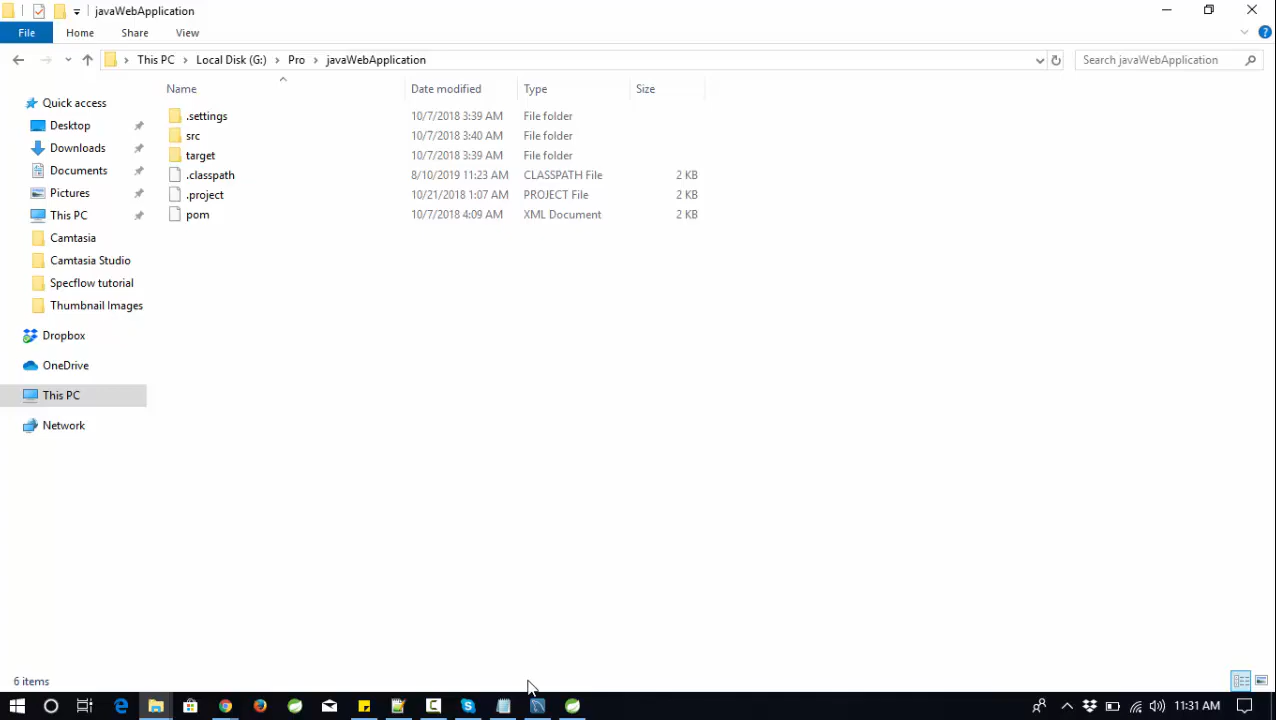 javaWebApplication
File Home Share View
This PC Local Disk (G:) Pro javaWebApplication Search javaWebApplication
Name Date modified Type Size
Quick access
Desktop
Downloads
Documents
Pictures
This PC
Camtasia
Camtasia Studio
Specflow tutorial
Thumbnail Images
Dropbox
OneDrive
This PC
Network
.settings 10/7/2018 3:39 AM File folder
src 10/7/2018 3:40 AM File folder
target 10/7/2018 3:39 AM File folder
.classpath 8/10/2019 11:23 AM CLASSPATH File 2 KB
.project 10/21/2018 1:07 AM PROJECT File 2 KB
pom 10/7/2018 4:09 AM XML Document 2 KB
6 items
11:31 AM